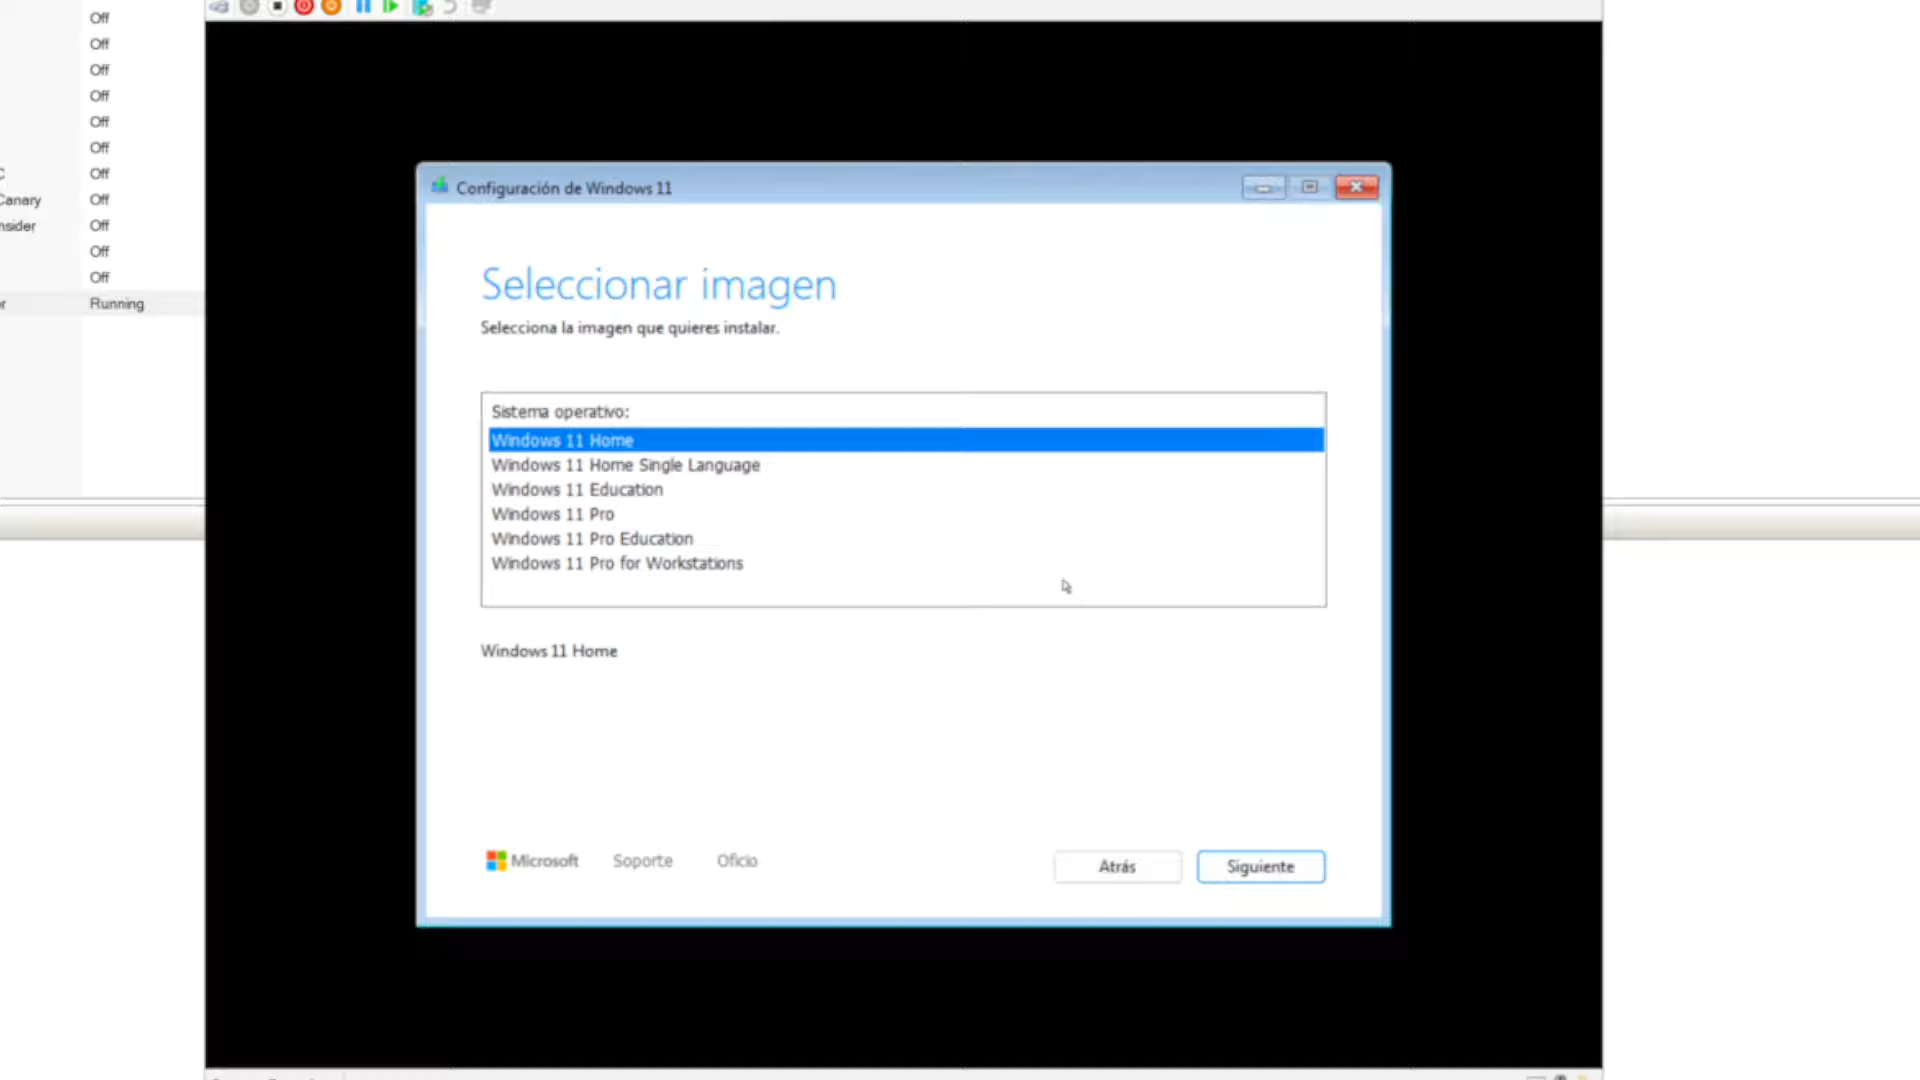 Off
Off
Off
Off
Off
Off
Off
Canary Off
Off
Off
Off
Running
Configuración de Windows 11
Seleccionar imagen
Selecciona la imagen que quieres instalar.
Sistema operativo:
Windows 11 Home
Windows 11 Home Single Language
Windows 11 Education
Windows 11 Pro
Windows 11 Pro Education
Windows 11 Pro for Workstations
Windows 11 Home
Microsoft Soporte Oficio
Atrás Siguiente